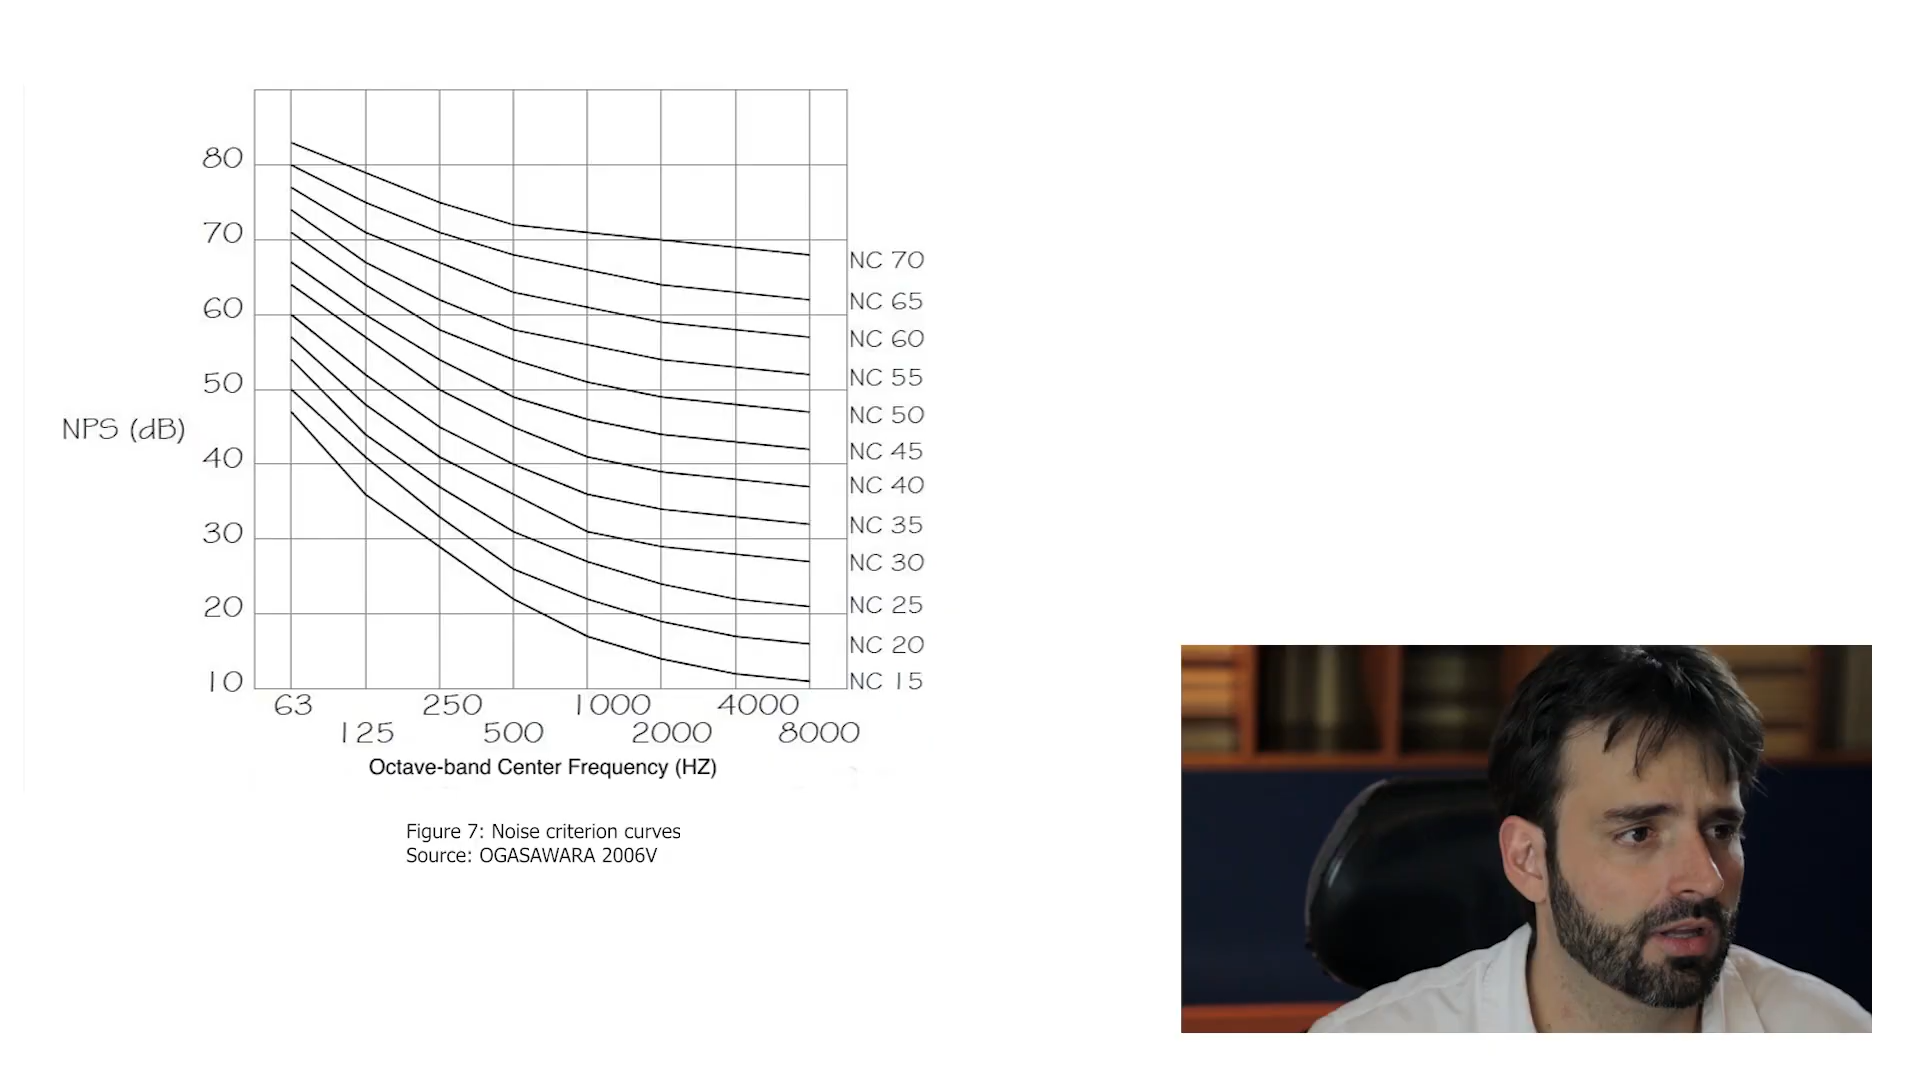 80
70
60
50
40
30
20
10
NPS (dB)
NC 70
NC 65
NC 60
NC 55
NC 50
NC 45
NC 40
NC 35
NC 30
NC 25
NC 20
NC 15
63 250 1000 4000
125 500 2000 8000
Octave-band Center Frequency (HZ)
Figure 7: Noise criterion curves
Source: OGASAWARA 2006V